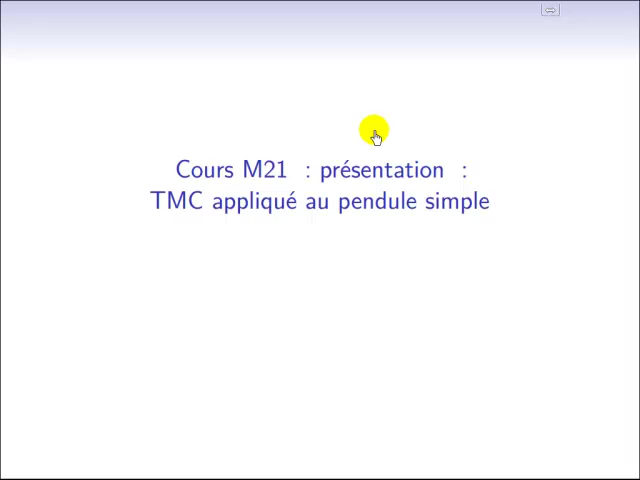 Cours M21 : présentation :
TMC appliqué au pendule simple